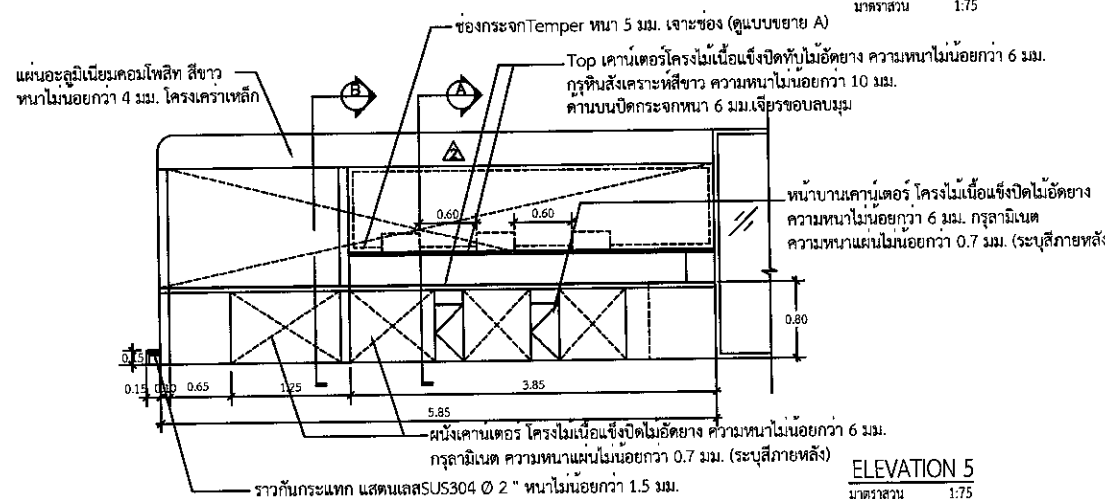 มาตราส่วน 1:75
ช่องกระจกTemper หนา 5 มม. เจาะช่อง (ดูแบบขยาย A)
แผ่นอะลูมิเนียมคอมโพสิท สีขาว
หนาไม่น้อยกว่า 4 มม. โครงเคร่าเหล็ก
Top เคาน์เตอร์โครงไม้เนื้อแข็งปิดทับไม้อัดยาง ความหนาไม่น้อยกว่า 6 มม.
กรุหินสังเคราะห์สีขาว ความหนาไม่น้อยกว่า 10 มม.
ด้านบนปิดกระจกหนา 6 มม.เจียรขอบลบมุม
B
A
2
หน้าบานเคาน์เตอร์ โครงไม้เนื้อแข็งปิดไม้อัดยาง
ความหนาไม่น้อยกว่า 6 มม. กรุลามิเนต
ความหนาแผ่นไม่น้อยกว่า 0.7 มม. (ระบุสีภายหลัง
0.60 0.60
0.80
0.15
0.15 0.10 0.65 1.25 3.85
5.85
ผนังเคาน์เตอร์ โครงไม้เนื้อแข็งปิดไม้อัดยาง ความหนาไม่น้อยกว่า 6 มม.
กรุลามิเนต ความหนาแผ่นไม่น้อยกว่า 0.7 มม. (ระบุสีภายหลัง)
ราวกันกระแทก แสตนเลสSUS304 Ø 2 " หนาไม่น้อยกว่า 1.5 มม.
ELEVATION 5
มาตราส่วน 1:75